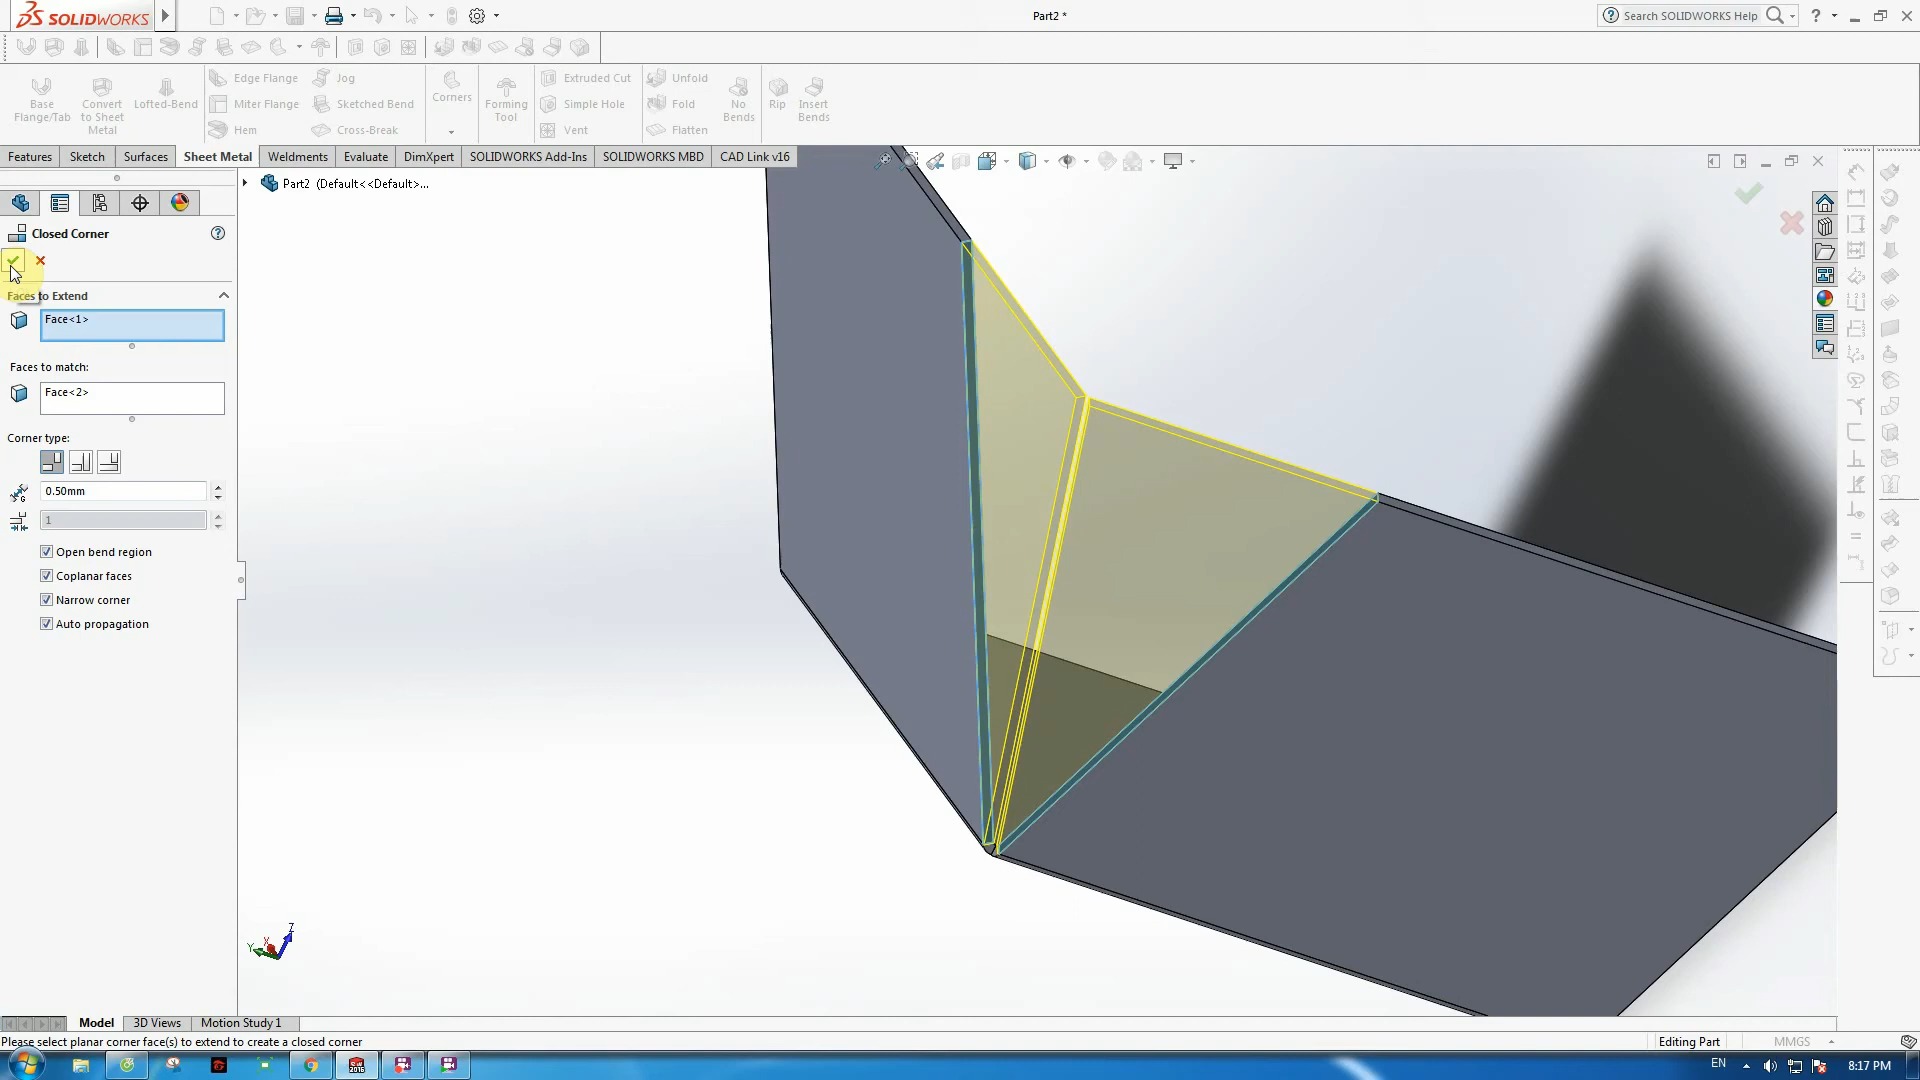 SOLIDWORKS
Part2 *
Search SOLIDWORKS Help
Base Flange/Tab
Convert to Sheet Metal
Lofted-Bend
Edge Flange
Miter Flange
Hem
Jog
Sketched Bend
Cross-Break
Corners
Forming Tool
Extruded Cut
Simple Hole
Vent
Unfold
Fold
Flatten
No Bends
Rip
Insert Bends
Features
Sketch
Surfaces
Sheet Metal
Weldments
Evaluate
DimXpert
SOLIDWORKS Add-Ins
SOLIDWORKS MBD
CAD Link v16
Part2 (Default<<Default>...
Closed Corner
Faces to Extend
Face<1>
Faces to match:
Face<2>
Corner type:
0.50mm
1
Open bend region
Coplanar faces
Narrow corner
Auto propagation
Z
Y
X
Model
3D Views
Motion Study 1
Please select planar corner face(s) to extend to create a closed corner
Editing Part
MMGS
EN
8:17 PM